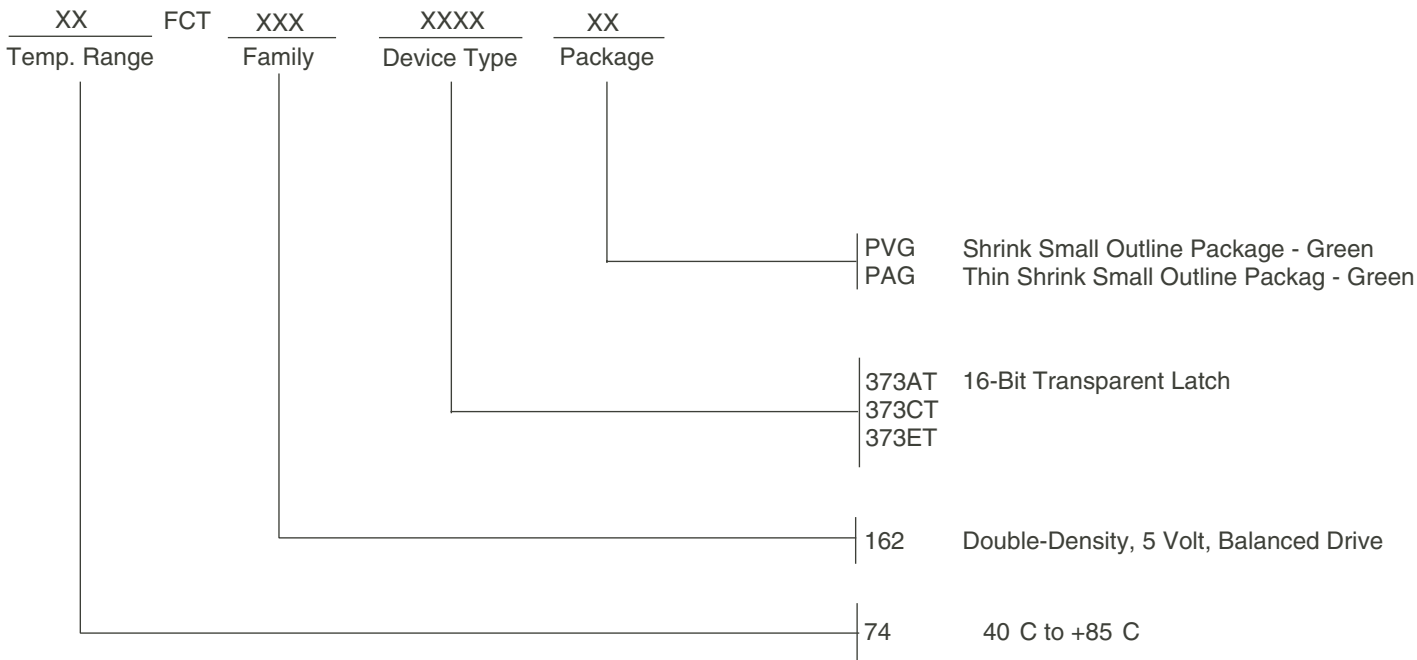 XX FCT XXX XXXX XX
Temp. Range Family Device Type Package
PVG Shrink Small Outline Package - Green
PAG Thin Shrink Small Outline Packag - Green
373AT 16-Bit Transparent Latch
373CT
373ET
162 Double-Density, 5 Volt, Balanced Drive
74 40 C to +85 C